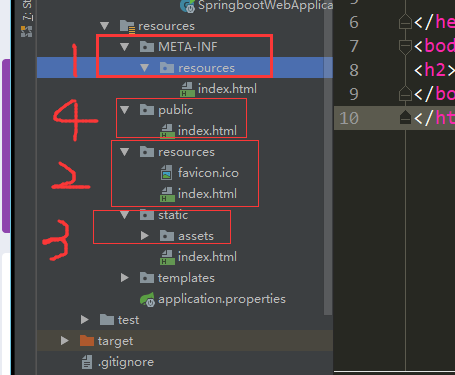 SpringbootWebApplica
resources
META-INF
1
resources
index.html
4
public
index.html
resources
2
favicon.ico
index.html
static
3
assets
index.html
templates
application.properties
test
target
.gitignore
6 </he
7 <body
8 <h2>
9 </bo
10 </ht